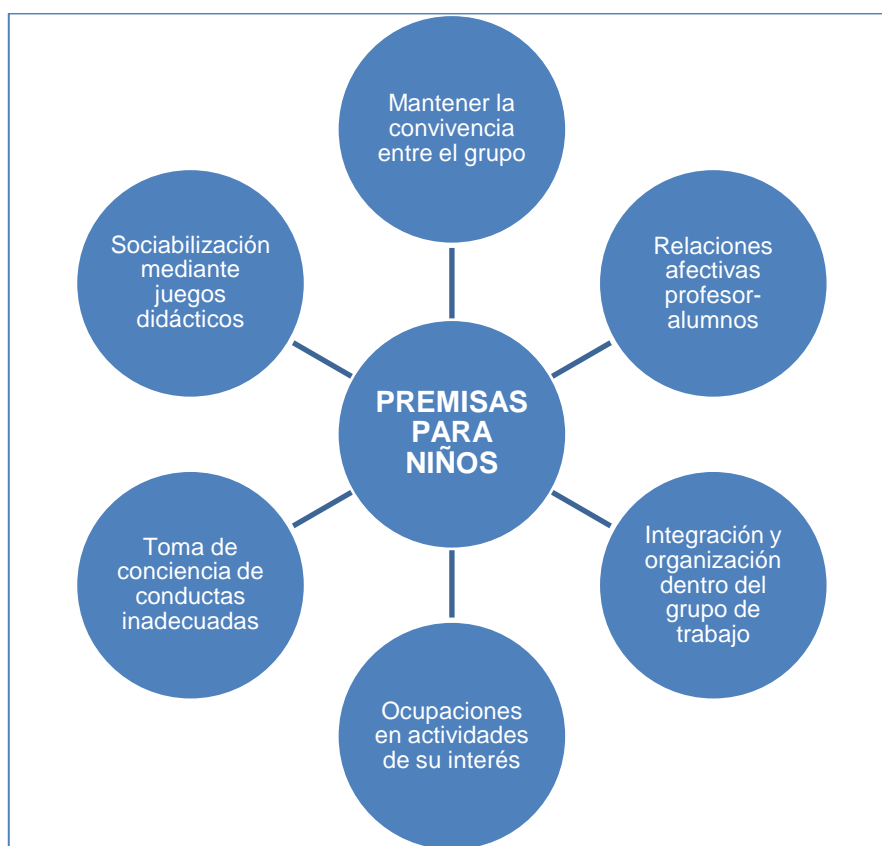 Mantener la
convivencia
entre el grupo
Relaciones
afectivas
profesor-
alumnos
Integración y
organización
dentro del
grupo de
trabajo
Ocupaciones
en actividades
de su interés
Toma de
conciencia de
conductas
inadecuadas
Sociabilización
mediante
juegos
didácticos
PREMISAS
PARA
NIÑOS